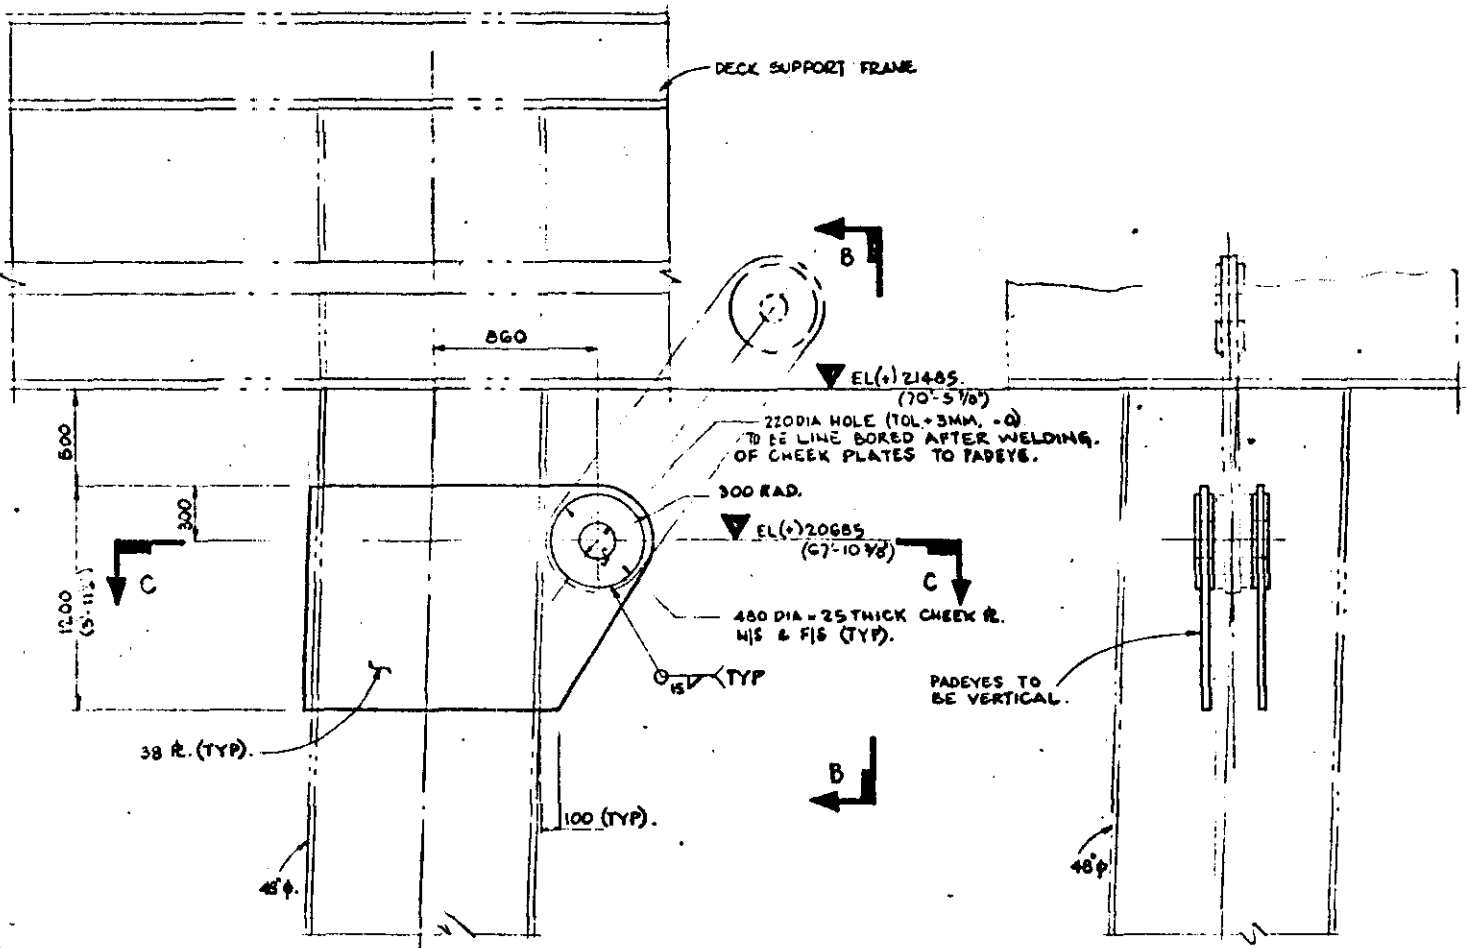 DECK SUPPORT FRAME
B
860
EL(+) 21485.
(70'-5 7/8")
220 DIA HOLE (TOL +3MM, -0)
TO BE LINE BORED AFTER WELDING.
OF CHEEK PLATES TO PADEYE.
300 RAD.
300
EL(+) 20685
(67'-10 3/8")
C
C
1200
480 DIA × 25 THICK CHEEK PL.
N/S & F/S (TYP).
15
TYP
PADEYES TO
BE VERTICAL.
38 PL. (TYP).
B
100 (TYP).
48"φ.
48"φ